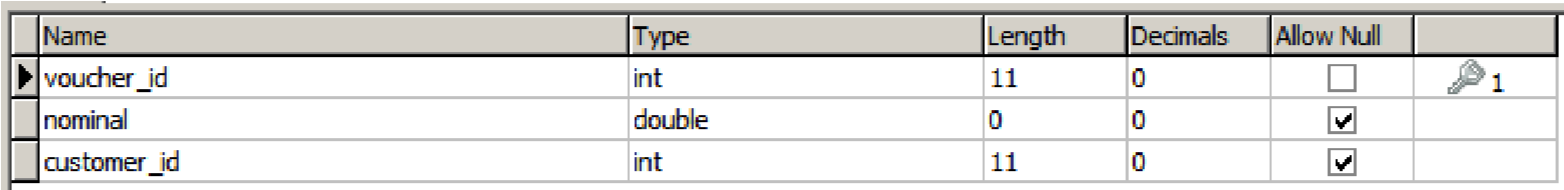 Name Type Length Decimals Allow Null
voucher_id int 11 0 1
nominal double 0 0
customer_id int 11 0